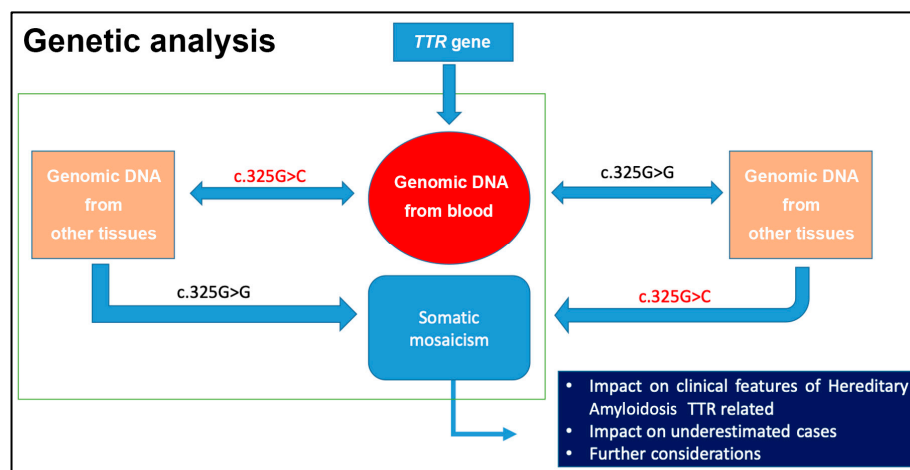 Genetic analysis
TTR gene
Genomic DNA
from
other tissues
c.325G>C
Genomic DNA
from blood
c.325G>G
Genomic DNA
from
other tissues
c.325G>G
Somatic
mosaicism
c.325G>C
• Impact on clinical features of Hereditary
Amyloidosis TTR related
• Impact on underestimated cases
• Further considerations